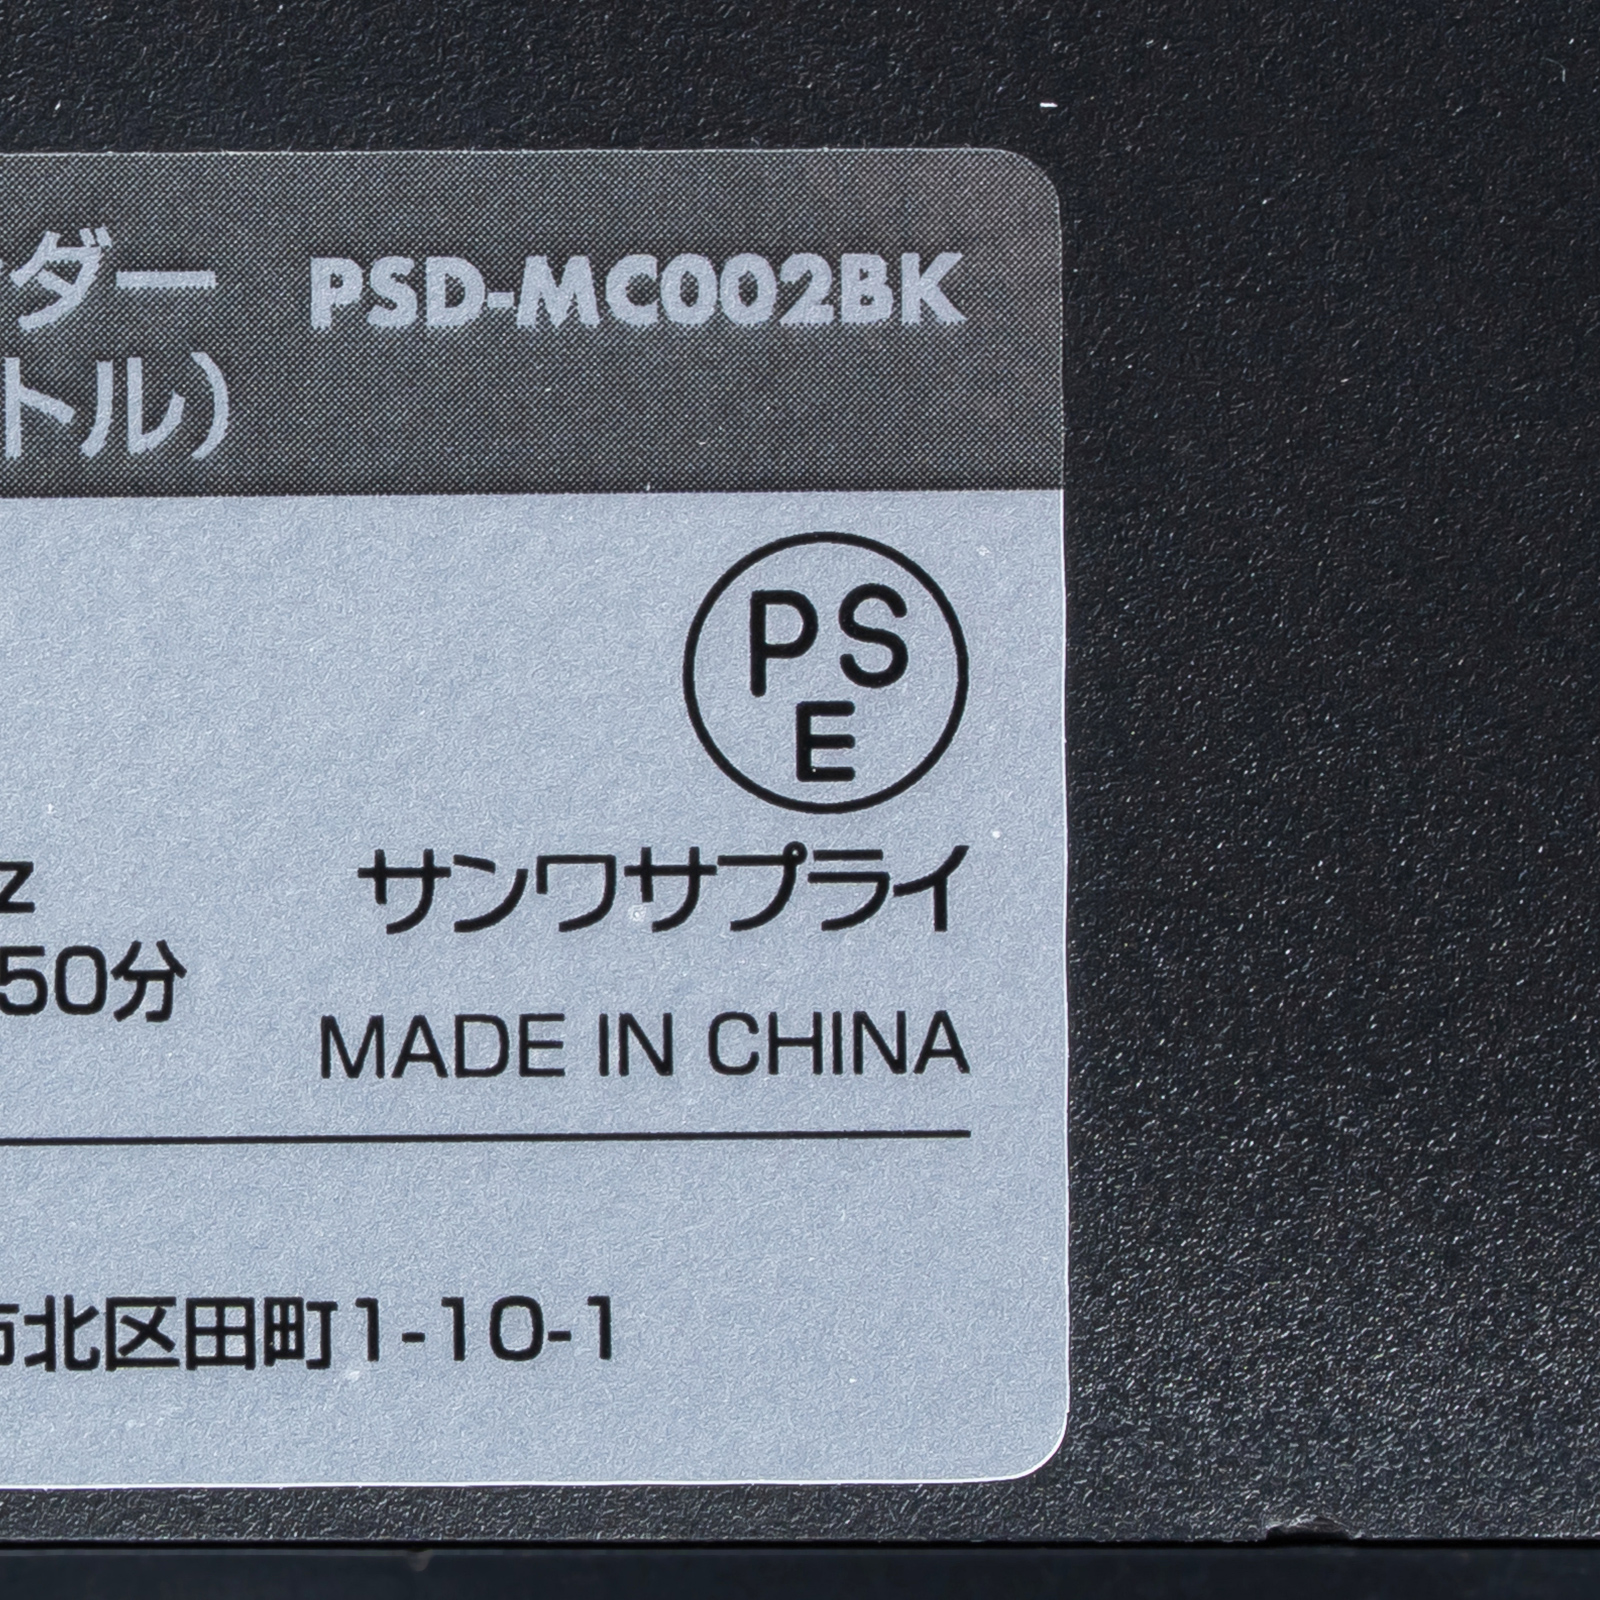 ダー PSD-MC002BK
トル）
PS
E
サンワサプライ
z
50分
MADE IN CHINA
市北区田町1-10-1